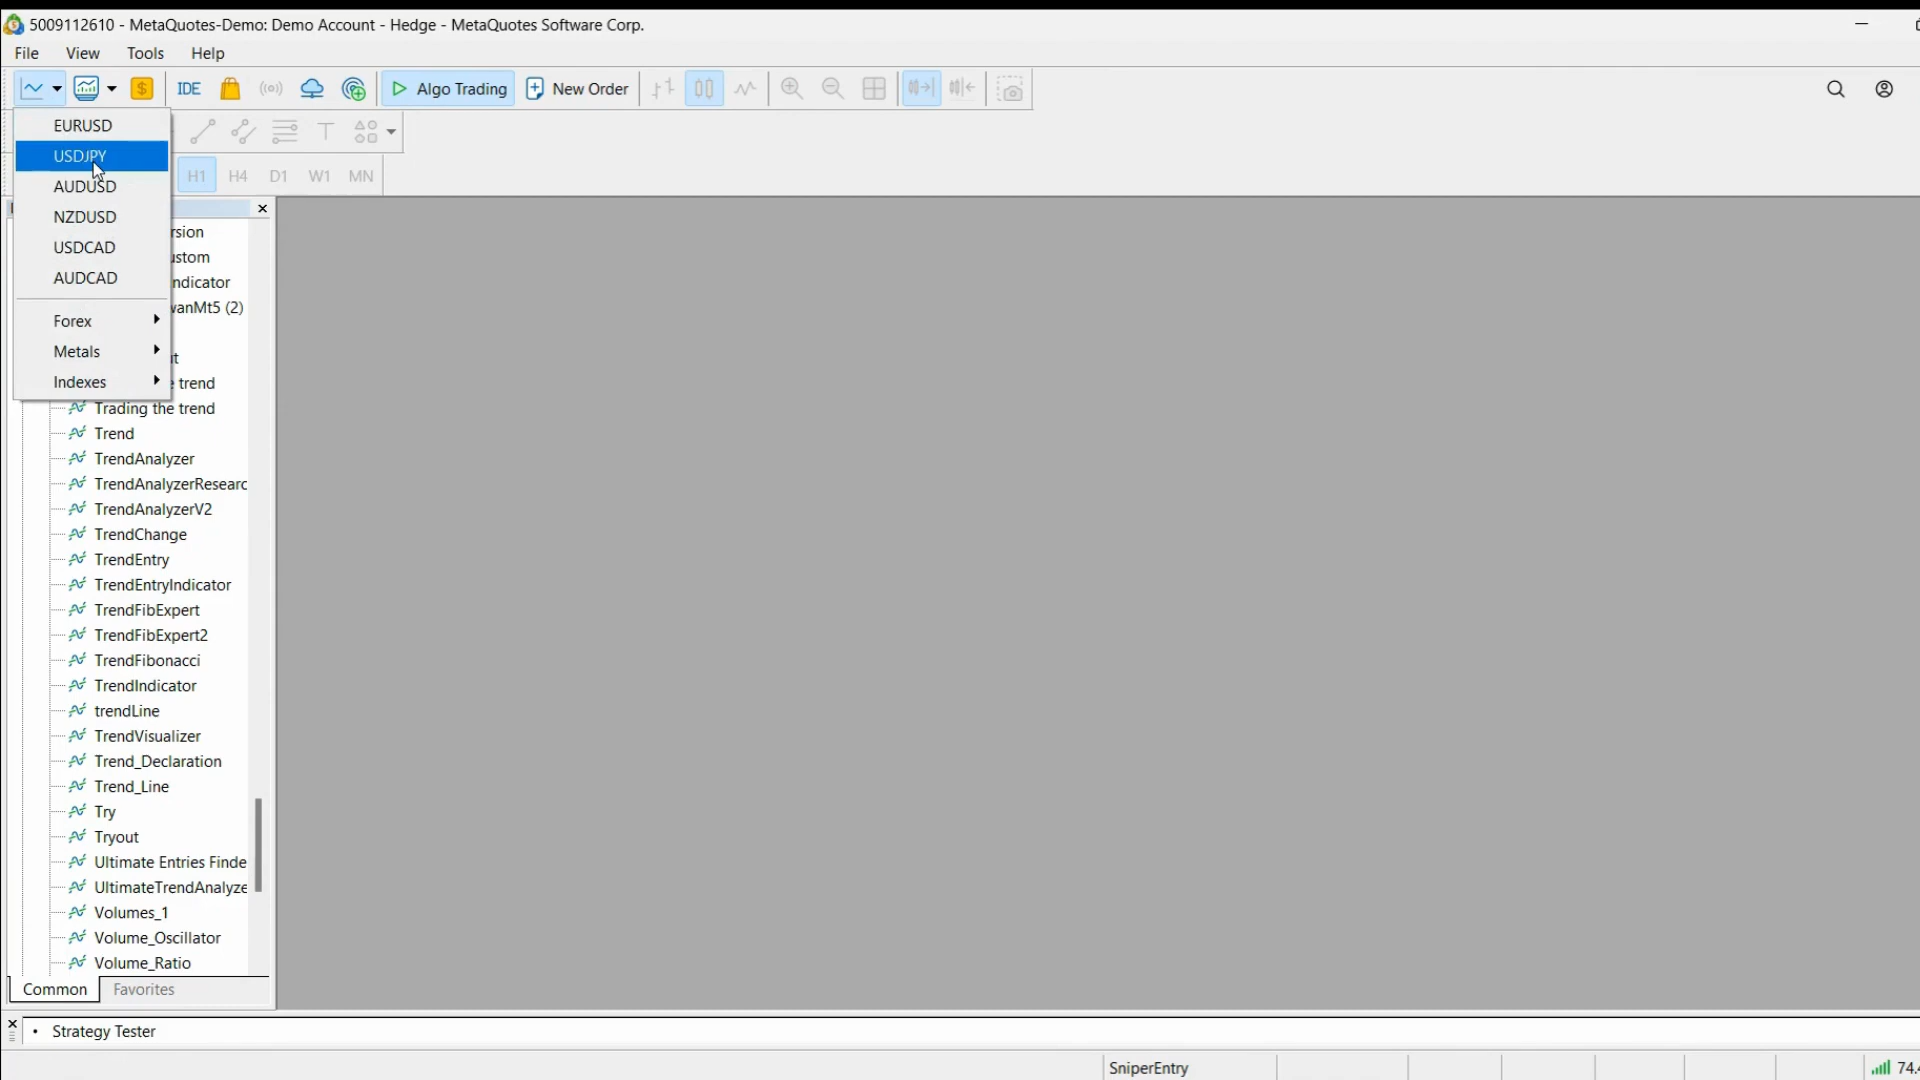 5009112610 - MetaQuotes-Demo: Demo Account - Hedge - MetaQuotes Software Corp.
File View Tools Help
IDE Algo Trading New Order
EURUSD
USDJPY
AUDUSD
NZDUSD
USDCAD
AUDCAD
Forex
Metals
Indexes
T
H1 H4 D1 W1 MN
rsion
ustom
ndicator
vanMt5 (2)
t
e trend
Trading the trend
Trend
TrendAnalyzer
TrendAnalyzerResearc
TrendAnalyzerV2
TrendChange
TrendEntry
TrendEntryIndicator
TrendFibExpert
TrendFibExpert2
TrendFibonacci
TrendIndicator
trendLine
TrendVisualizer
Trend_Declaration
Trend_Line
Try
Tryout
Ultimate Entries Finde
UltimateTrendAnalyze
Volumes_1
Volume_Oscillator
Volume_Ratio
Common Favorites
Strategy Tester
SniperEntry 74.